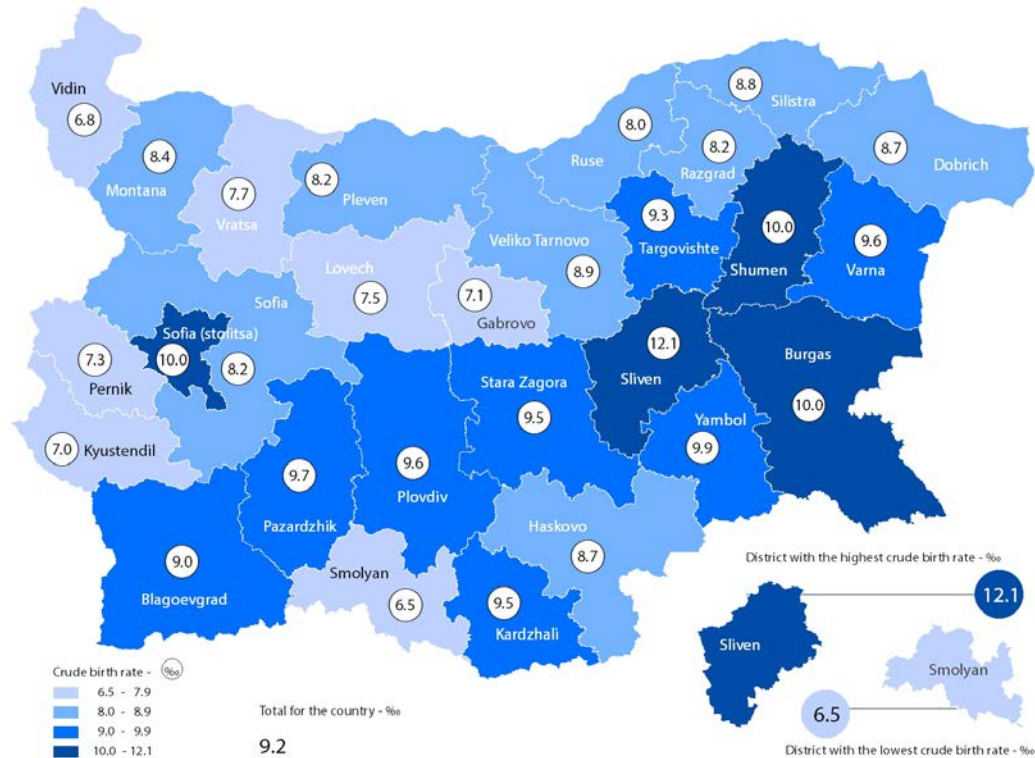 Vidin
6.8
8.4
Montana
7.7
Vratsa
8.2
Pleven
8.0
Ruse
8.8
Silistra
8.2
Razgrad
8.7
Dobrich
9.3
Targovishte
10.0
Shumen
9.6
Varna
Veliko Tarnovo
8.9
Lovech
7.5
7.1
Gabrovo
Sofia
8.2
Sofia (stolitsa)
10.0
7.3
Pernik
7.0 Kyustendil
12.1
Sliven
Burgas
10.0
Stara Zagora
9.5
Yambol
9.9
9.7
Pazardzhik
9.6
Plovdiv
Haskovo
8.7
9.0
Blagoevgrad
Smolyan
6.5
9.5
Kardzhali
District with the highest crude birth rate - ‰
12.1
Sliven
Smolyan
6.5
District with the lowest crude birth rate - ‰
Crude birth rate - ‰
6.5 - 7.9
8.0 - 8.9
9.0 - 9.9
10.0 - 12.1
Total for the country - ‰
9.2